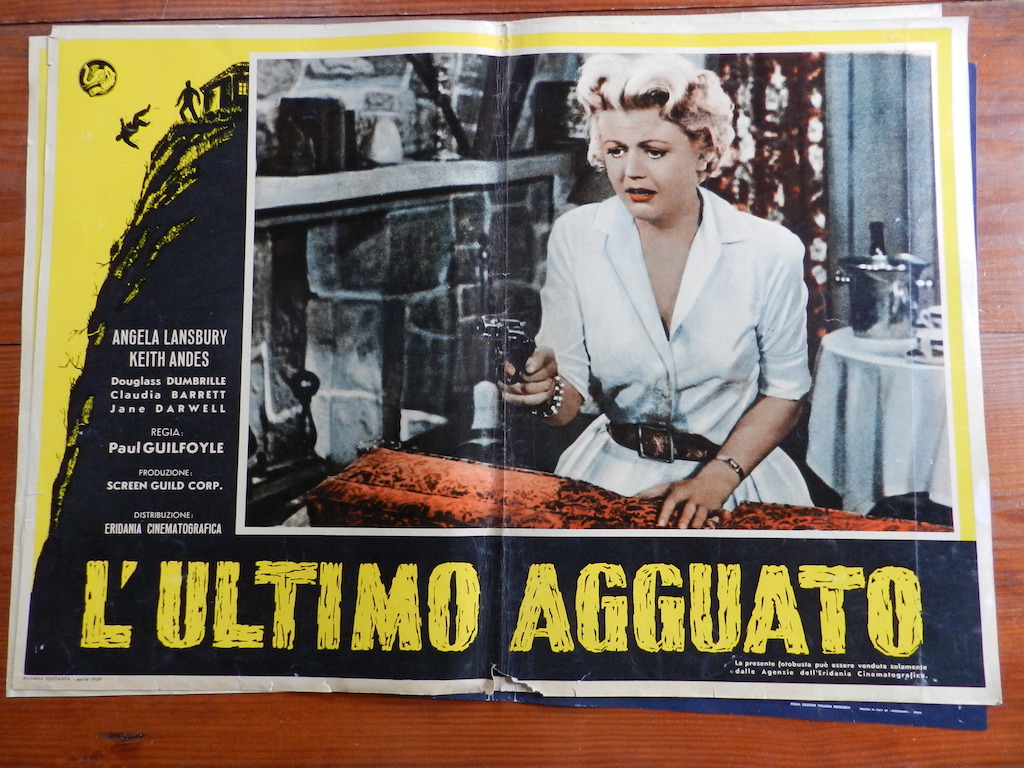 ANGELA LANSBURY
KEITH ANDES
Douglass DUMBRILLE
Claudia BARRETT
Jane DARWELL
REGIA:
Paul GUILFOYLE
PRODUZIONE:
SCREEN GUILD CORP.
DISTRIBUZIONE:
ERIDANIA CINEMATOGRAFICA
L'ULTIMO AGGUATO
La presente fotobusta può essere venduta solamente
dalle Agenzie dell'Eridania Cinematografica.